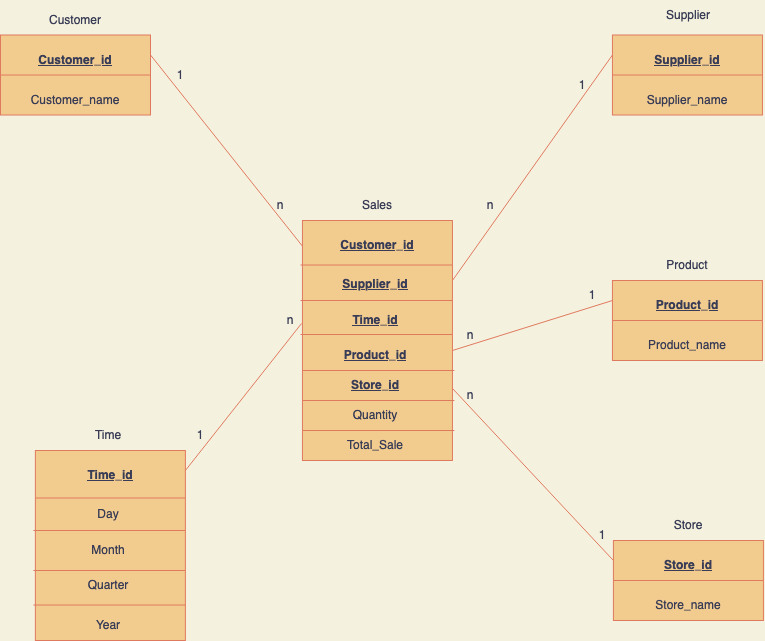 Customer
Customer_id
Customer_name
1
n
Supplier
Supplier_id
Supplier_name
1
n
Sales
Customer_id
Supplier_id
Time_id
Product_id
Store_id
Quantity
Total_Sale
Product
Product_id
Product_name
1
n
n
1
Time
Time_id
Day
Month
Quarter
Year
n
1
Store
Store_id
Store_name